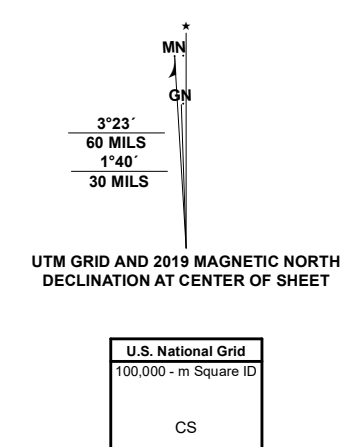 MN
GN
3°23´
60 MILS
1°40´
30 MILS
UTM GRID AND 2019 MAGNETIC NORTH
DECLINATION AT CENTER OF SHEET
U.S. National Grid
100,000 - m Square ID
CS